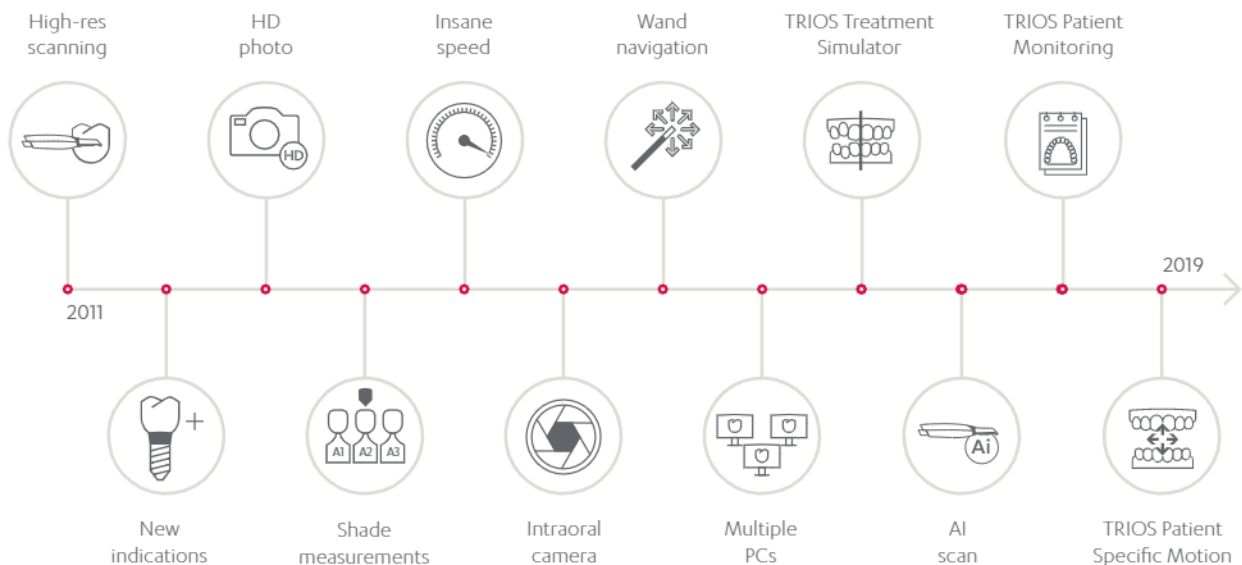 High-res
scanning
HD
photo
Insane
speed
Wand
navigation
TRIOS Treatment
Simulator
TRIOS Patient
Monitoring
HD
2011
2019
A1
A2
A3
Ai
New
indications
Shade
measurements
Intraoral
camera
Multiple
PCs
AI
scan
TRIOS Patient
Specific Motion